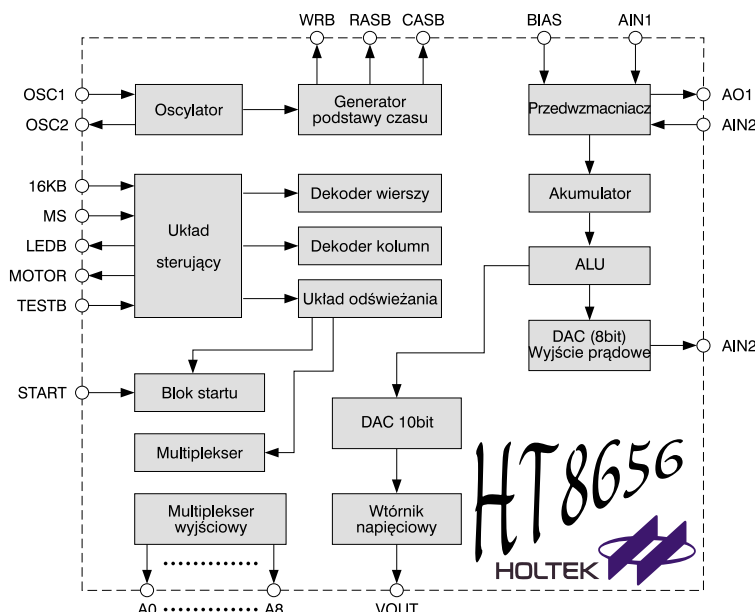 WRB RASB CASB BIAS AIN1
OSC1
OSC2
Oscylator
Generator
podstawy czasu
Przedwzmacniacz
AO1
AIN2
16KB
MS
LEDB
MOTOR
TESTB
Układ
sterujący
Dekoder wierszy
Dekoder kolumn
Układ odświeżania
Akumulator
ALU
DAC (8bit)
Wyjście prądowe
AIN2
START
Blok startu
Multiplekser
DAC 10bit
Multiplekser
wyjściowy
Wtórnik
napięciowy
HT8656
HOLTEK
A0 ............. A8 VOUT